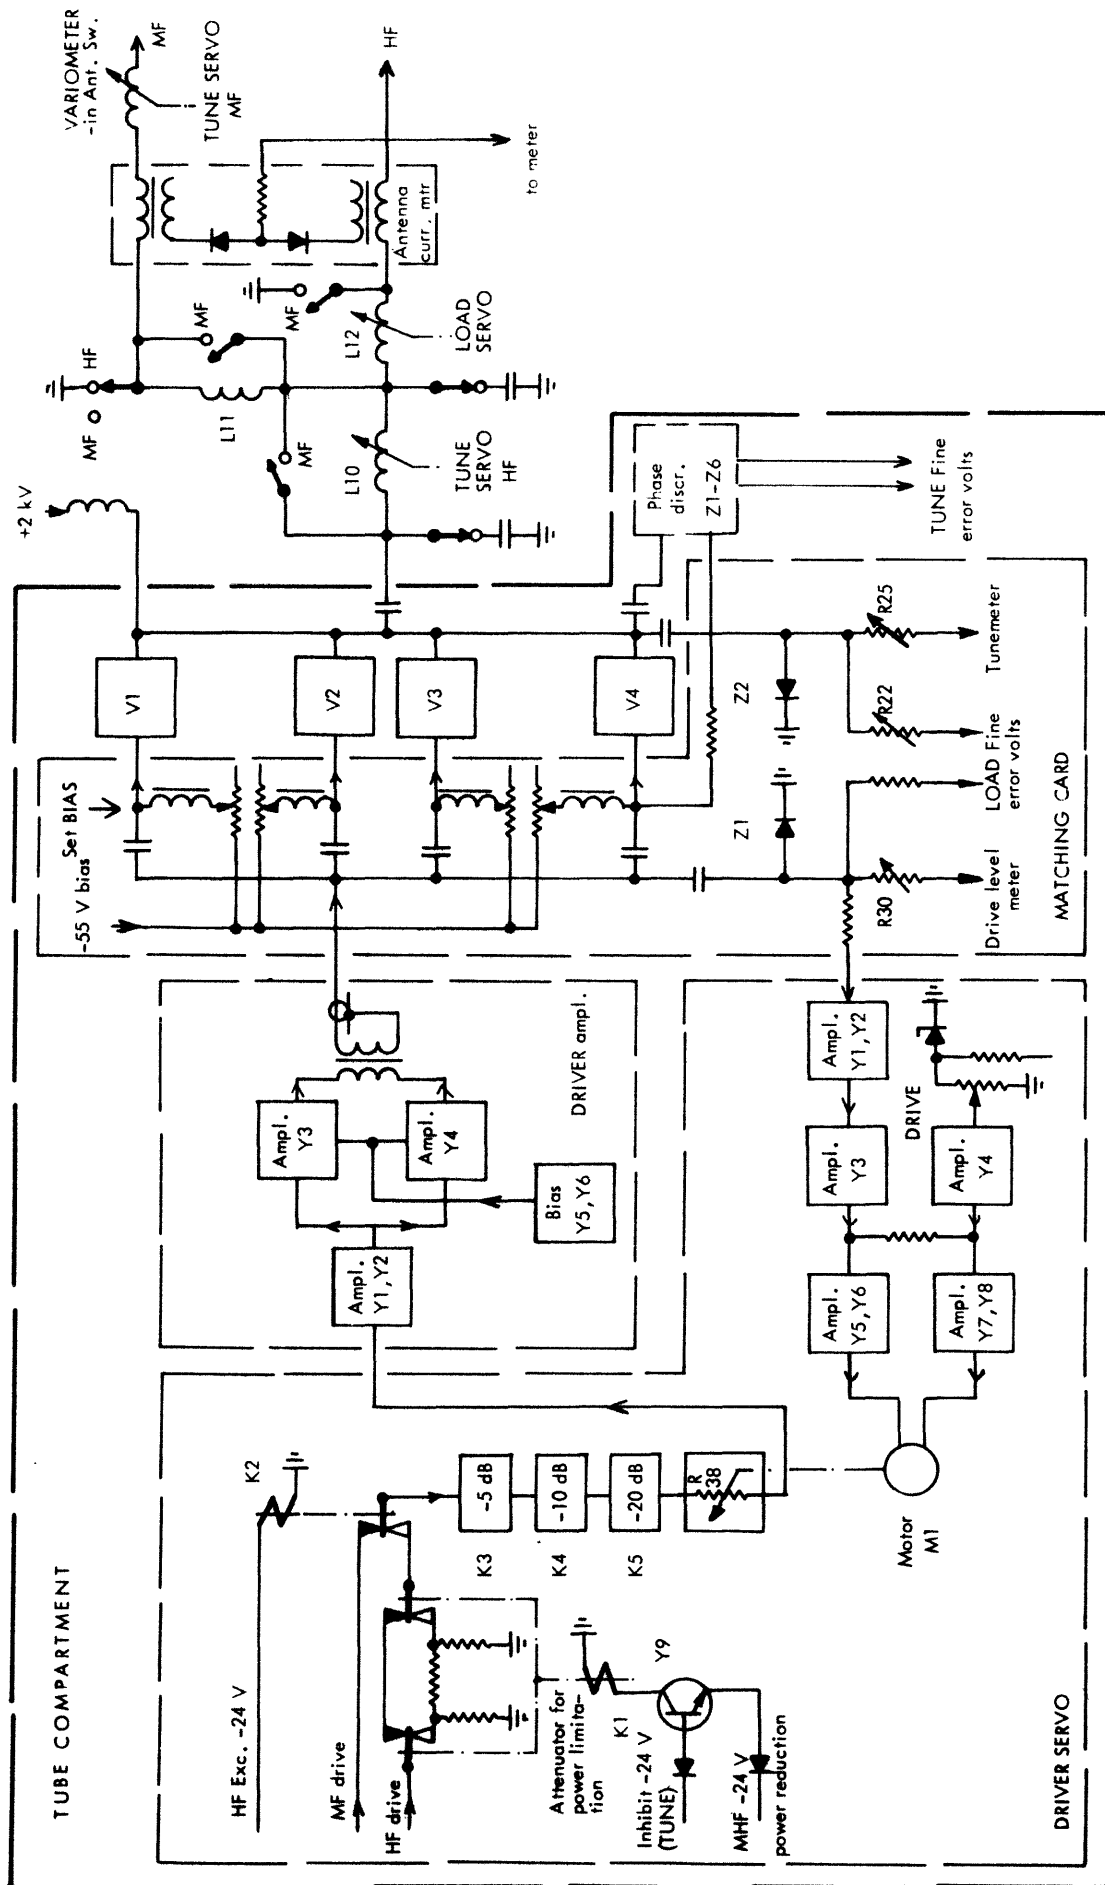 TUBE COMPARTMENT
HF Exc. -24 V
K2
MF drive
HF drive
Attenuator for
power limita-
tion
K1
Y9
Inhibit -24 V
(TUNE)
MHF -24 V
power reduction
DRIVER SERVO
K3
-5 dB
K4
-10 dB
K5
-20 dB
R
38
Motor
M1
Ampl.
Y1, Y2
Ampl.
Y3
Ampl.
Y4
Bias
Y5, Y6
DRIVER ampl.
Ampl.
Y5, Y6
Ampl.
Y7, Y8
Ampl.
Y3
Ampl.
Y4
Ampl.
Y1, Y2
DRIVE
-55 V bias
Set BIAS
V1
V2
V3
V4
Z1
Z2
R30
R22
R25
Drive level
meter
LOAD Fine
error volts
Tunemeter
MATCHING CARD
+2 kV
Phase
discr.
Z1-Z6
TUNE Fine
error volts
MF
HF
L11
MF
MF
MF
L10
TUNE
SERVO
HF
L12
LOAD
SERVO
Antenna
curr. mtr
to meter
VARIOMETER
-in Ant. Sw.
TUNE SERVO
MF
MF
HF